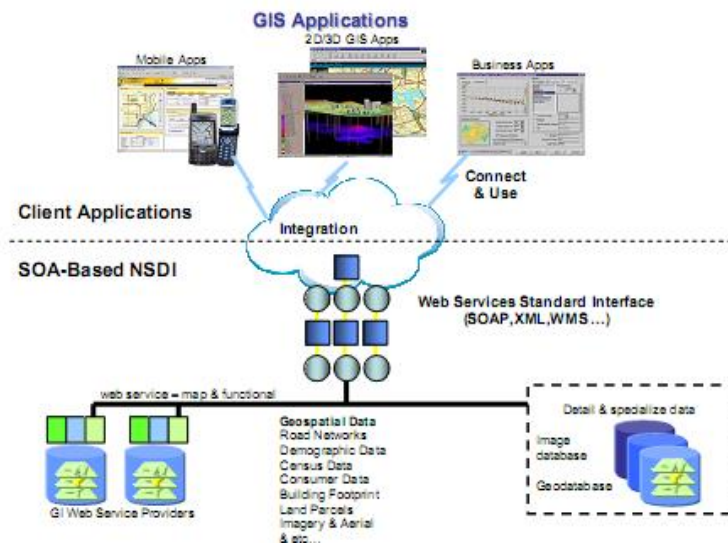 GIS Applications
2D/3D GIS Apps
Mobile Apps
Business Apps
Connect
& Use
Client Applications
Integration
SOA-Based NSDI
Web Services Standard Interface
(SOAP,XML,WMS...)
web service = map & functional
Geospatial Data
Road Networks
Demographic Data
Census Data
Consumer Data
Building Footprint
Land Parcels
Imagery & Aerial
& etc...
GI Web Service Providers
Detail & specialize data
Image
database
Geodatabase